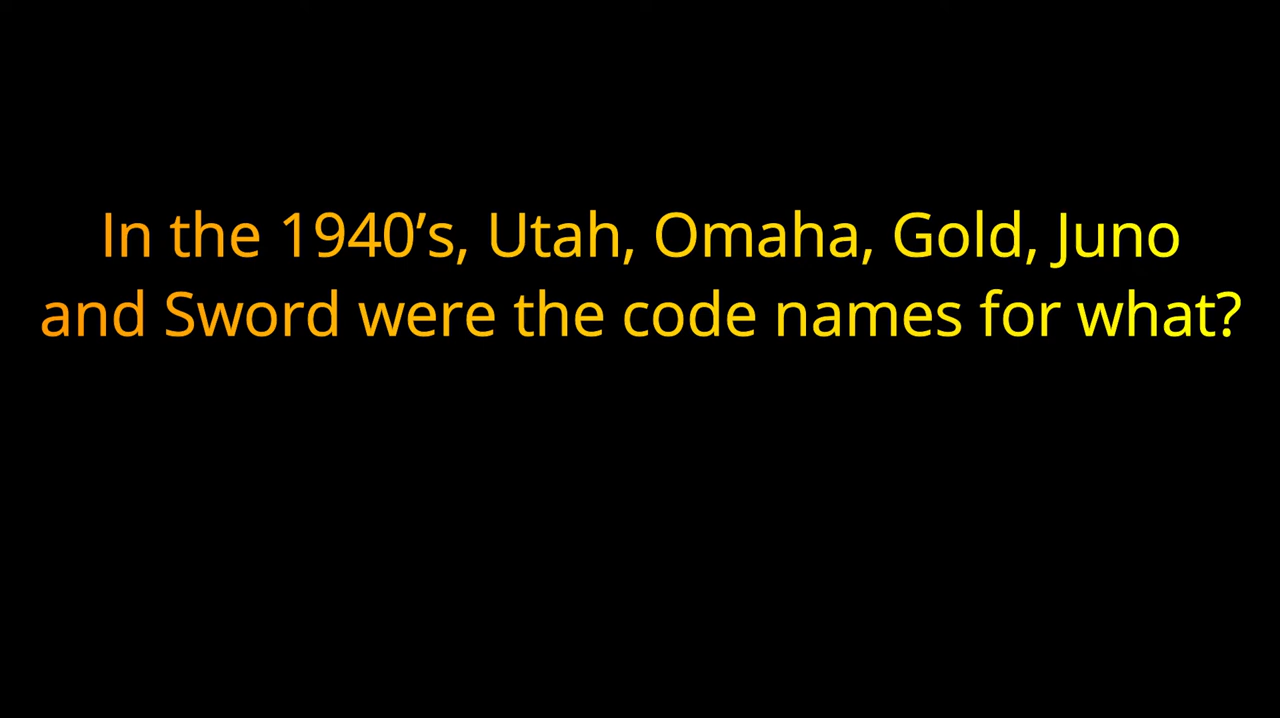 In the 1940’s, Utah, Omaha, Gold, Juno
and Sword were the code names for what?